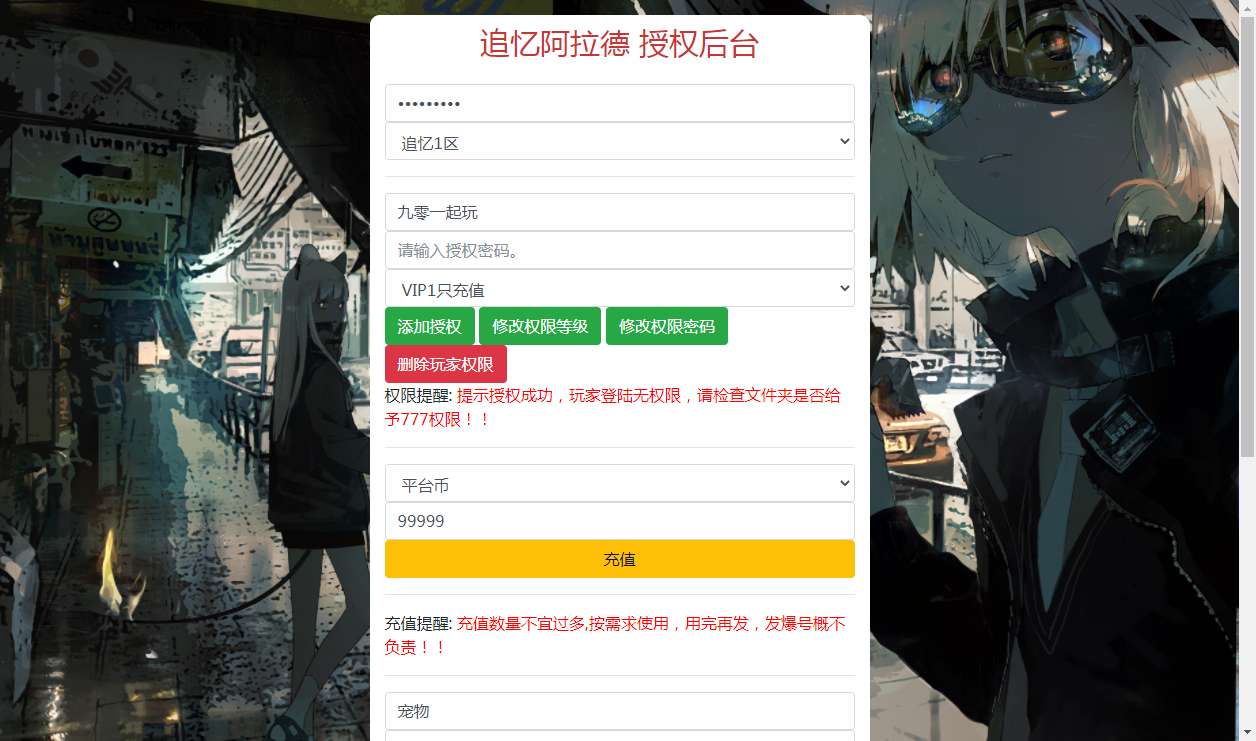 追忆阿拉德 授权后台
•••••••••
追忆1区
九零一起玩
请输入授权密码。
VIP1只充值
添加授权 修改权限等级 修改权限密码
删除玩家权限
权限提醒: 提示授权成功，玩家登陆无权限，请检查文件夹是否给
予777权限！！
平台币
99999
充值
充值提醒: 充值数量不宜过多,按需求使用，用完再发，发爆号概不
负责！！
宠物